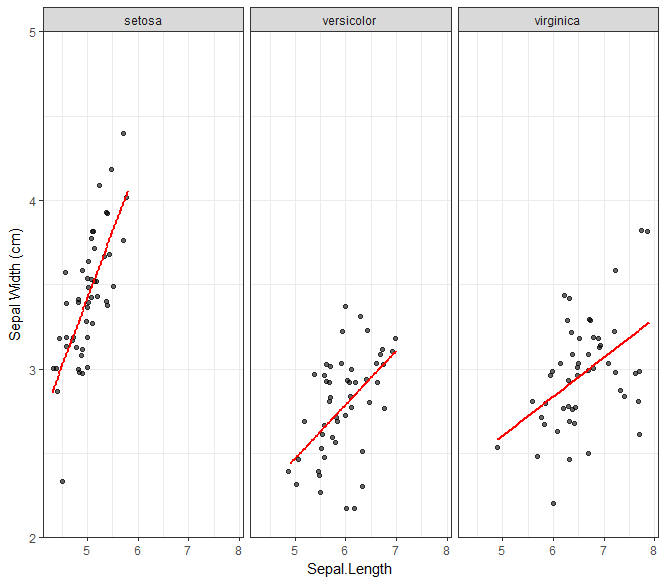 setosa versicolor virginica
5
4
3
2
Sepal Width (cm)
5 6 7 8 5 6 7 8 5 6 7 8
Sepal.Length